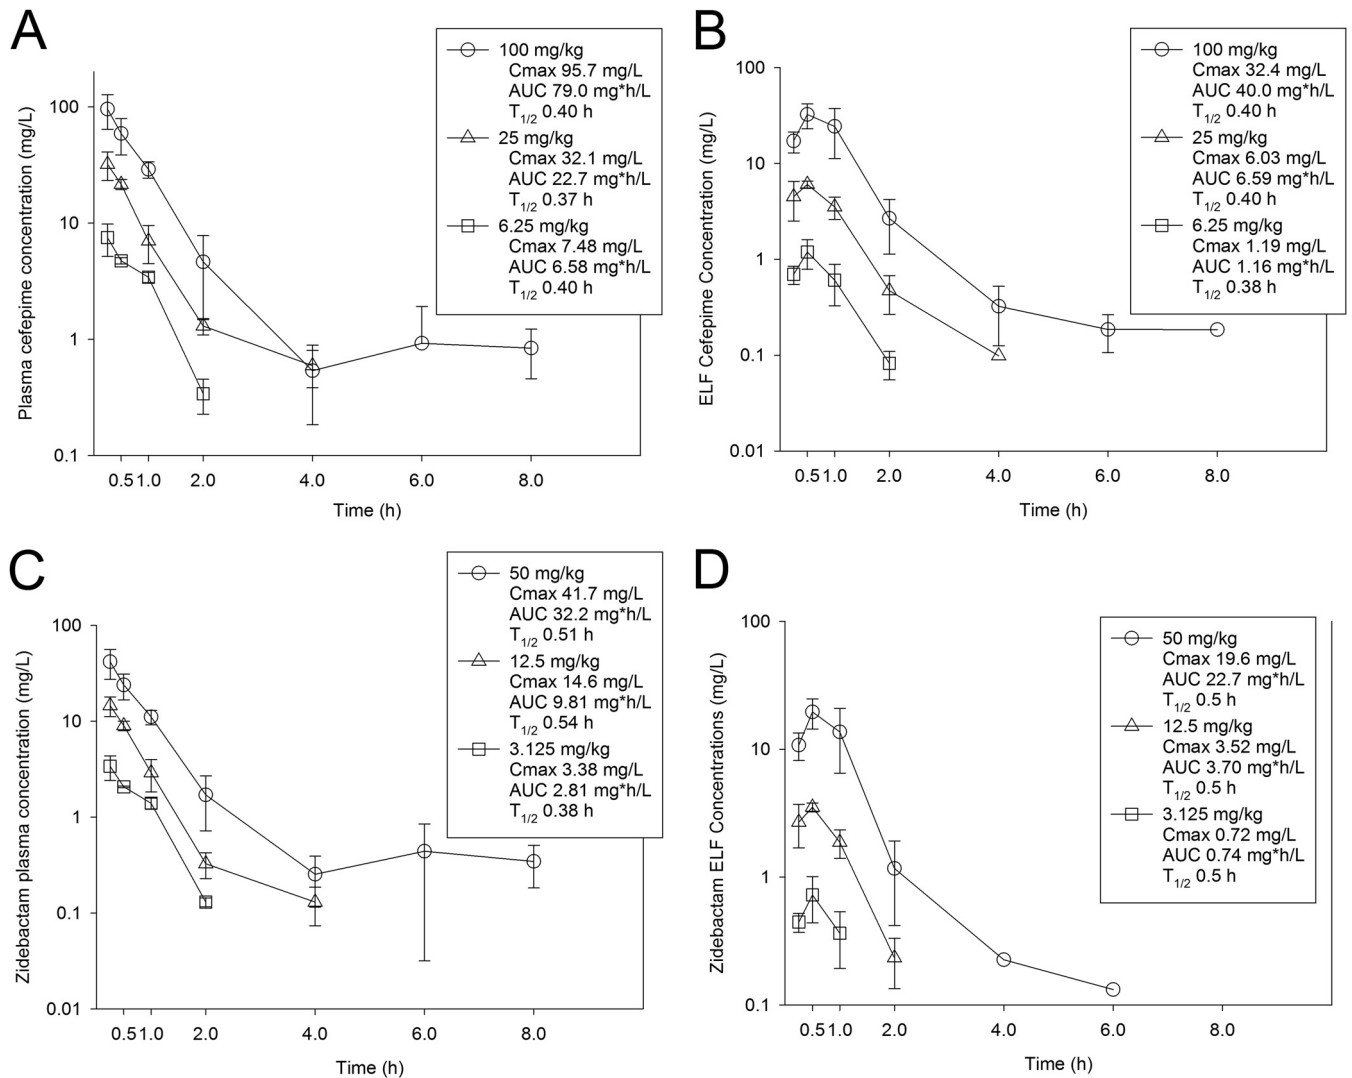 A
100 mg/kg
Cmax 95.7 mg/L
AUC 79.0 mg*h/L
T1/2 0.40 h
25 mg/kg
Cmax 32.1 mg/L
AUC 22.7 mg*h/L
T1/2 0.37 h
6.25 mg/kg
Cmax 7.48 mg/L
AUC 6.58 mg*h/L
T1/2 0.40 h
Plasma cefepime concentration (mg/L)
100
10
1
0.1
0.5 1.0 2.0 4.0 6.0 8.0
Time (h)
B
100 mg/kg
Cmax 32.4 mg/L
AUC 40.0 mg*h/L
T1/2 0.40 h
25 mg/kg
Cmax 6.03 mg/L
AUC 6.59 mg*h/L
T1/2 0.40 h
6.25 mg/kg
Cmax 1.19 mg/L
AUC 1.16 mg*h/L
T1/2 0.38 h
ELF Cefepime Concentration (mg/L)
100
10
1
0.1
0.01
0.5 1.0 2.0 4.0 6.0 8.0
Time (h)
C
50 mg/kg
Cmax 41.7 mg/L
AUC 32.2 mg*h/L
T1/2 0.51 h
12.5 mg/kg
Cmax 14.6 mg/L
AUC 9.81 mg*h/L
T1/2 0.54 h
3.125 mg/kg
Cmax 3.38 mg/L
AUC 2.81 mg*h/L
T1/2 0.38 h
Zidebactam plasma concentration (mg/L)
100
10
1
0.1
0.01
0.5 1.0 2.0 4.0 6.0 8.0
Time (h)
D
50 mg/kg
Cmax 19.6 mg/L
AUC 22.7 mg*h/L
T1/2 0.5 h
12.5 mg/kg
Cmax 3.52 mg/L
AUC 3.70 mg*h/L
T1/2 0.5 h
3.125 mg/kg
Cmax 0.72 mg/L
AUC 0.74 mg*h/L
T1/2 0.5 h
Zidebactam ELF Concentrations (mg/L)
100
10
1
0.1
0.5 1.0 2.0 4.0 6.0 8.0
Time (h)